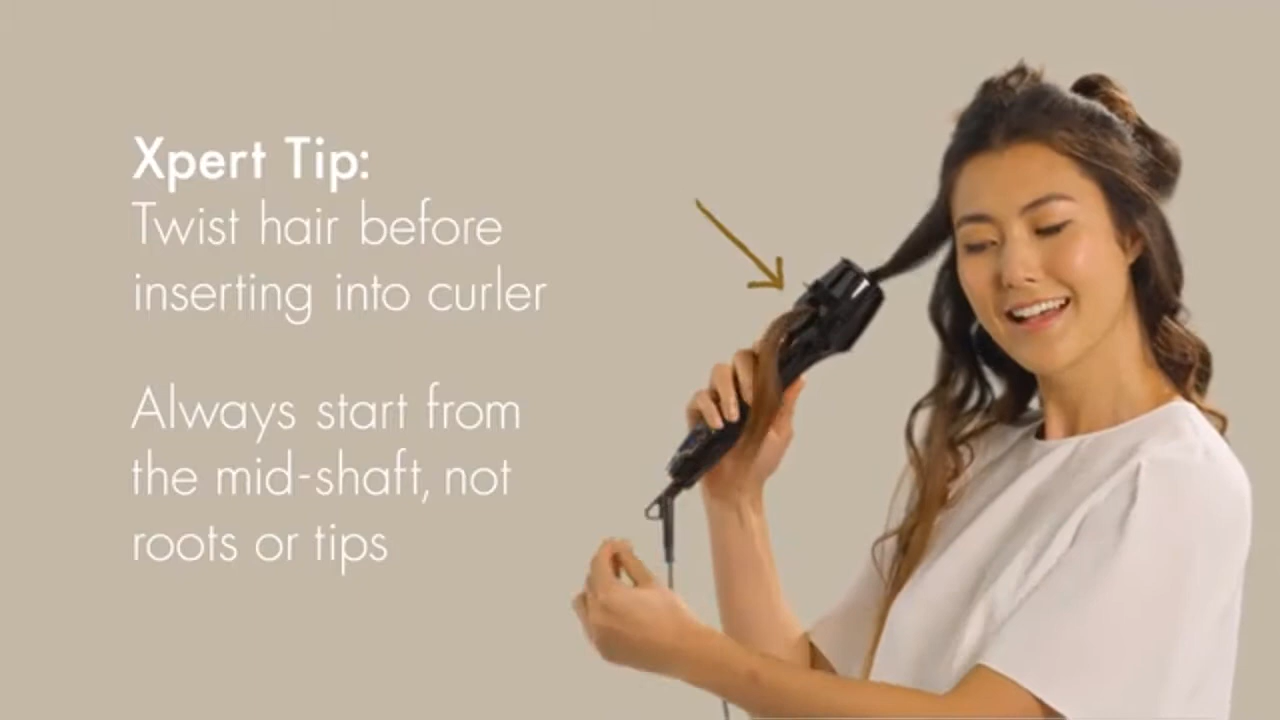 Xpert Tip:
Twist hair before
inserting into curler
Always start from
the mid-shaft, not
roots or tips